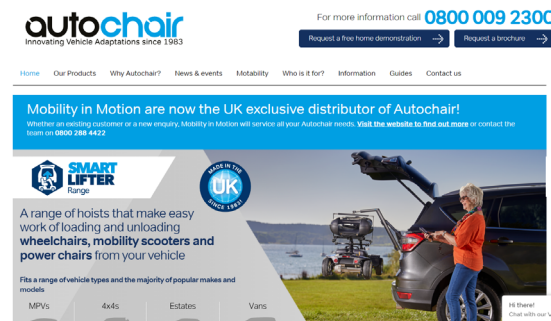 autochair
Innovating Vehicle Adaptations since 1983
For more information call 0800 009 2300
Request a free home demonstration
Request a brochure
Home Our Products Why Autochair? News & events Motability Who is it for? Information Guides Contact us
Mobility in Motion are now the UK exclusive distributor of Autochair!
Whether an existing customer or a new enquiry, Mobility in Motion will service all your Autochair needs. Visit the website to find out more or contact the
team on 0800 288 4422
SMART
LIFTER
Range
MADE IN THE
UK
SINCE 1983!
A range of hoists that make easy
work of loading and unloading
wheelchairs, mobility scooters and
power chairs from your vehicle
Fits a range of vehicle types and the majority of popular makes and
models
MPVs 4x4s Estates Vans
Hi there!
Chat with our